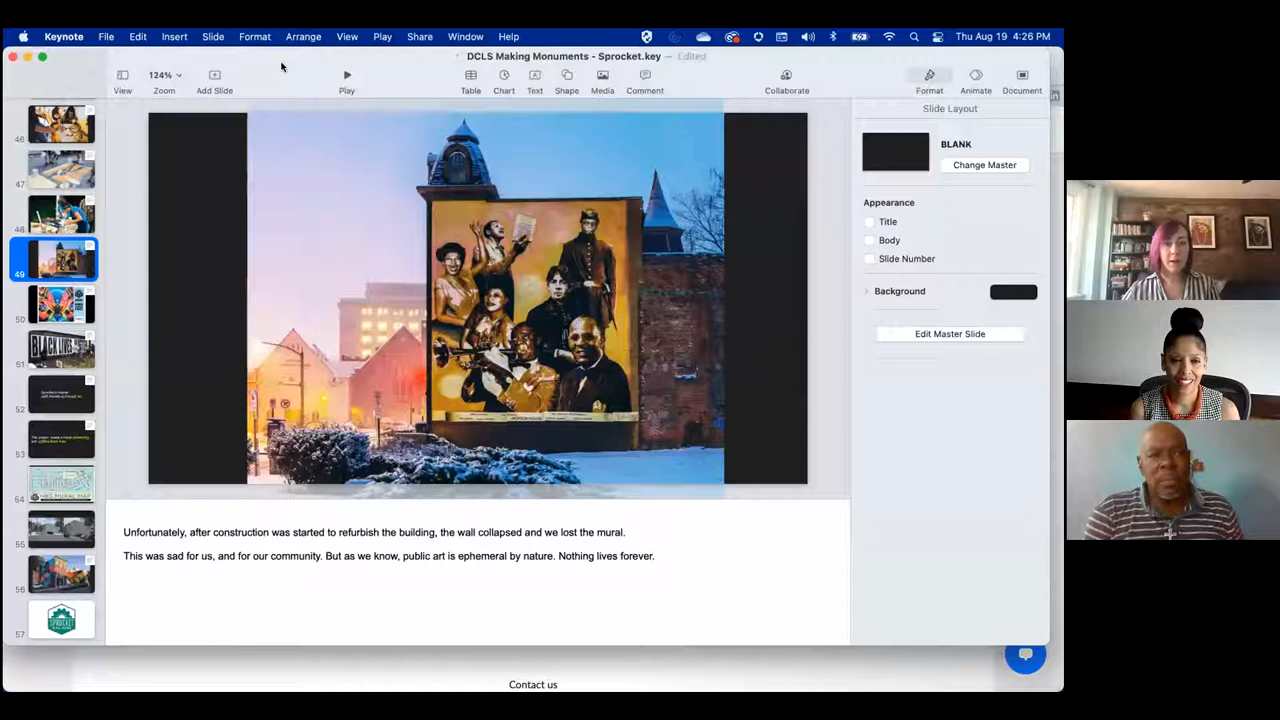 Keynote File Edit Insert Slide Format Arrange View Play Share Window Help Thu Aug 19 4:26 PM
DCLS Making Monuments - Sprocket.key — Edited
124%
View Zoom Add Slide Play Table Chart Text Shape Media Comment Collaborate Format Animate Document
Slide Layout
BLANK
Change Master
Appearance
Title
Body
Slide Number
Background
Edit Master Slide
46
47
48
49
50
51
BLACK LIVES
52
53
54
55
56
57
SPROCKET
Unfortunately, after construction was started to refurbish the building, the wall collapsed and we lost the mural.
This was sad for us, and for our community. But as we know, public art is ephemeral by nature. Nothing lives forever.
Contact us